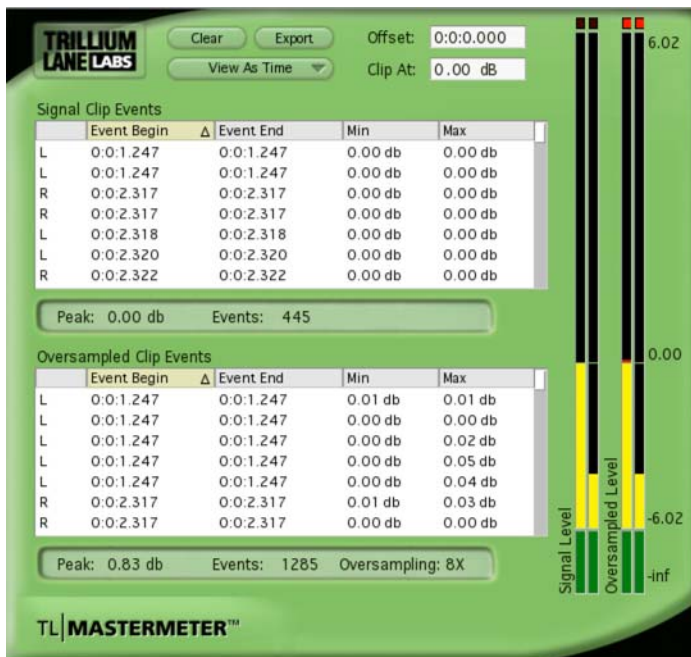 TRILLIUM
LANE LABS
Clear
Export
Offset: 0:0:0.000
View As Time
Clip At: 0.00 dB
Signal Clip Events
Event Begin Δ Event End Min Max
L 0:0:1.247 0:0:1.247 0.00 db 0.00 db
L 0:0:1.247 0:0:1.247 0.00 db 0.00 db
R 0:0:2.317 0:0:2.317 0.00 db 0.00 db
R 0:0:2.317 0:0:2.317 0.00 db 0.00 db
L 0:0:2.318 0:0:2.318 0.00 db 0.00 db
L 0:0:2.320 0:0:2.320 0.00 db 0.00 db
R 0:0:2.322 0:0:2.322 0.00 db 0.00 db
Peak: 0.00 db Events: 445
Oversampled Clip Events
Event Begin Δ Event End Min Max
L 0:0:1.247 0:0:1.247 0.01 db 0.01 db
L 0:0:1.247 0:0:1.247 0.00 db 0.00 db
L 0:0:1.247 0:0:1.247 0.00 db 0.02 db
L 0:0:1.247 0:0:1.247 0.00 db 0.05 db
L 0:0:1.247 0:0:1.247 0.00 db 0.04 db
R 0:0:2.317 0:0:2.317 0.01 db 0.03 db
R 0:0:2.317 0:0:2.317 0.00 db 0.00 db
Peak: 0.83 db Events: 1285 Oversampling: 8X
TL|MASTERMETER™
Signal Level
Oversampled Level
6.02
0.00
-6.02
-inf